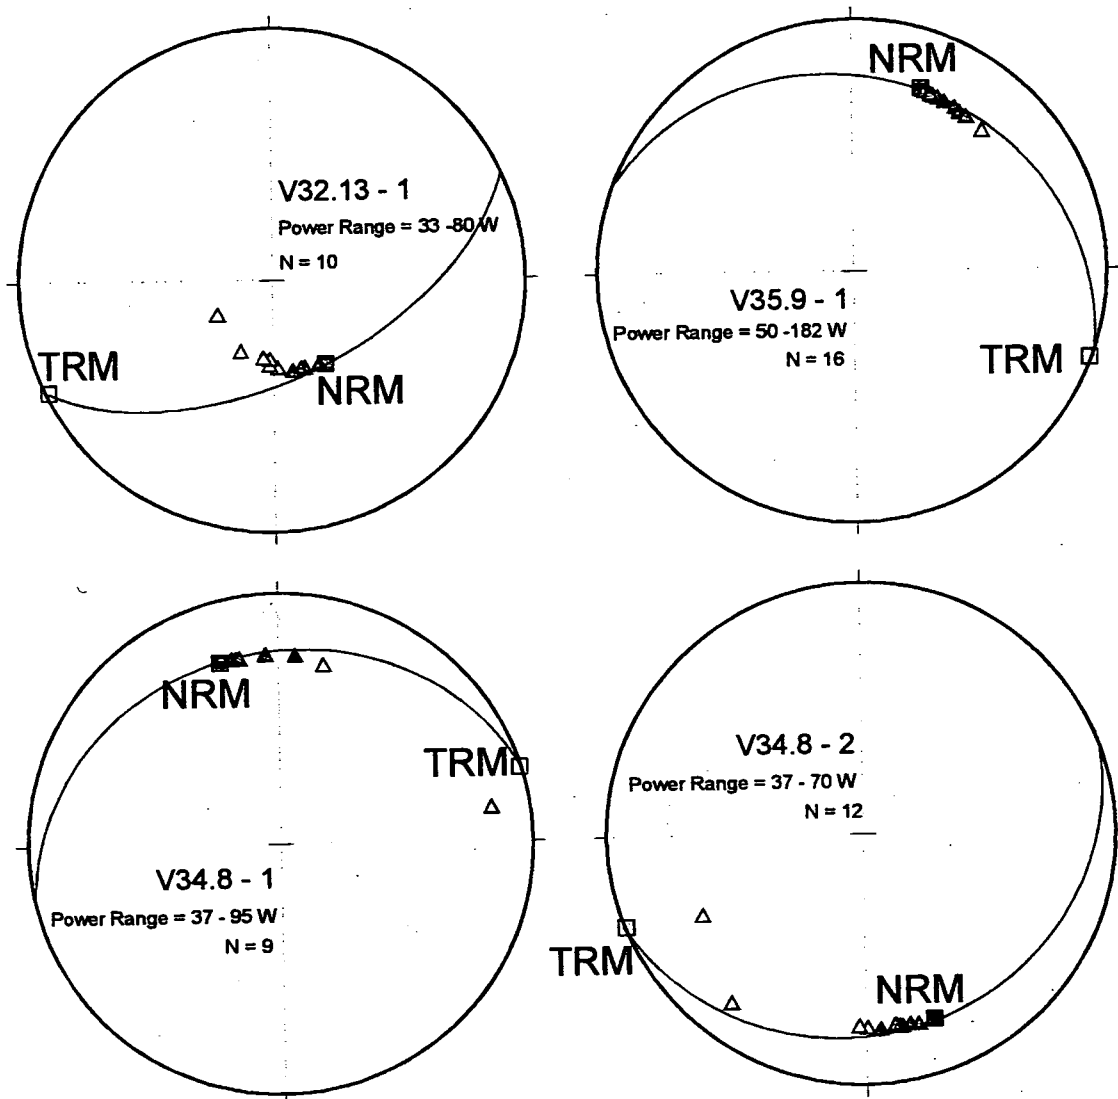 V32.13 - 1
Power Range = 33 -80 W
N = 10
TRM
NRM
NRM
V35.9 - 1
Power Range = 50 -182 W
N = 16
TRM
NRM
TRM
V34.8 - 1
Power Range = 37 - 95 W
N = 9
V34.8 - 2
Power Range = 37 - 70 W
N = 12
TRM
NRM